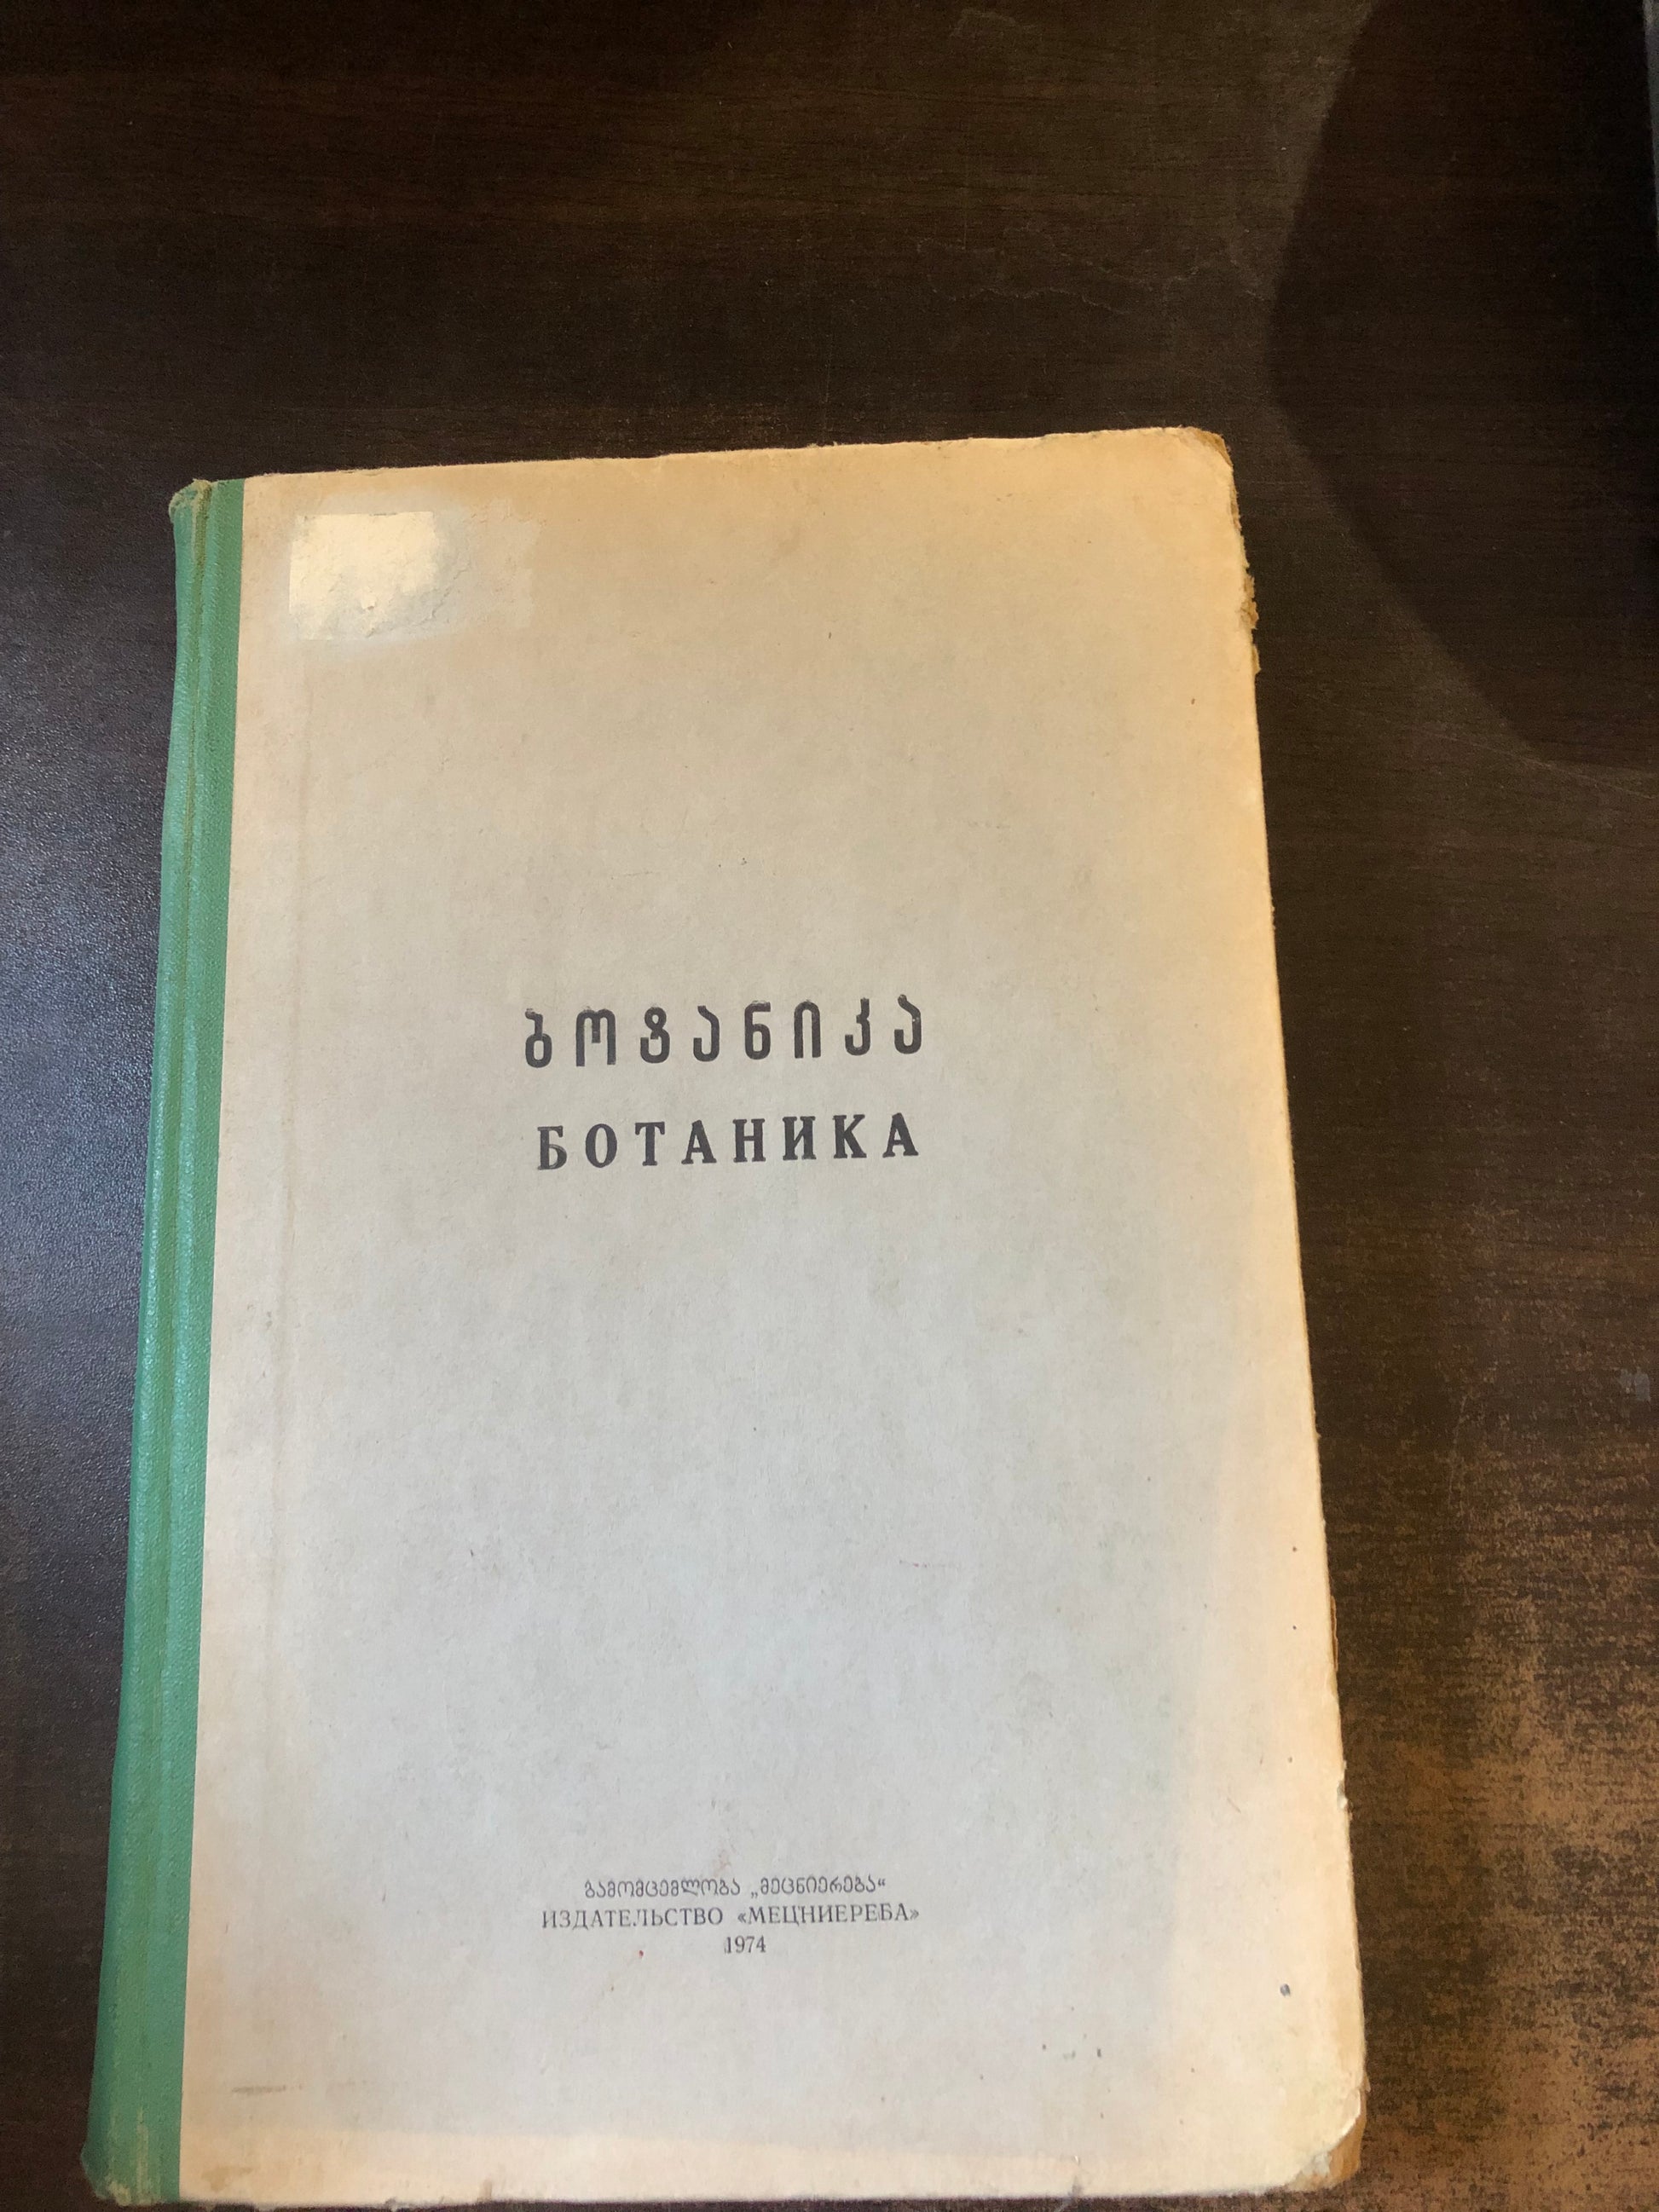 ბოტანიკა
БОТАНИКА
გამომცემლობა „მეცნიერება“
ИЗДАТЕЛЬСТВО «МЕЦНИЕРЕБА»
1974